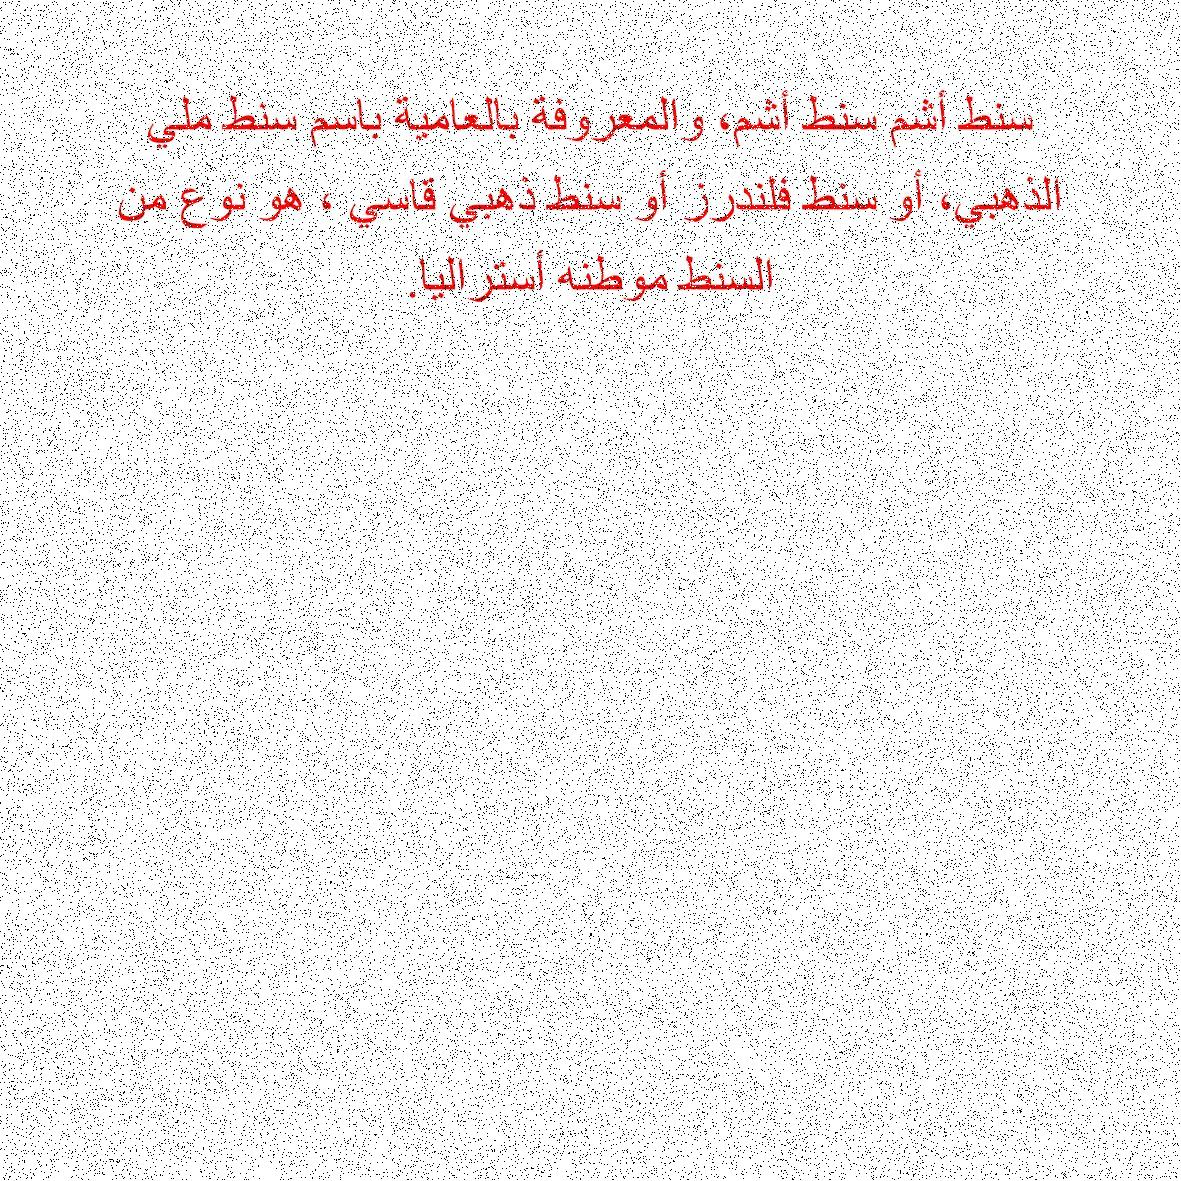 سنط أشم سنط أشم، والمعروفة بالعامية باسم سنط ملي
الذهبي، أو سنط فلندرز أو سنط ذهبي قاسي ، هو نوع من
السنط موطنه أستراليا.